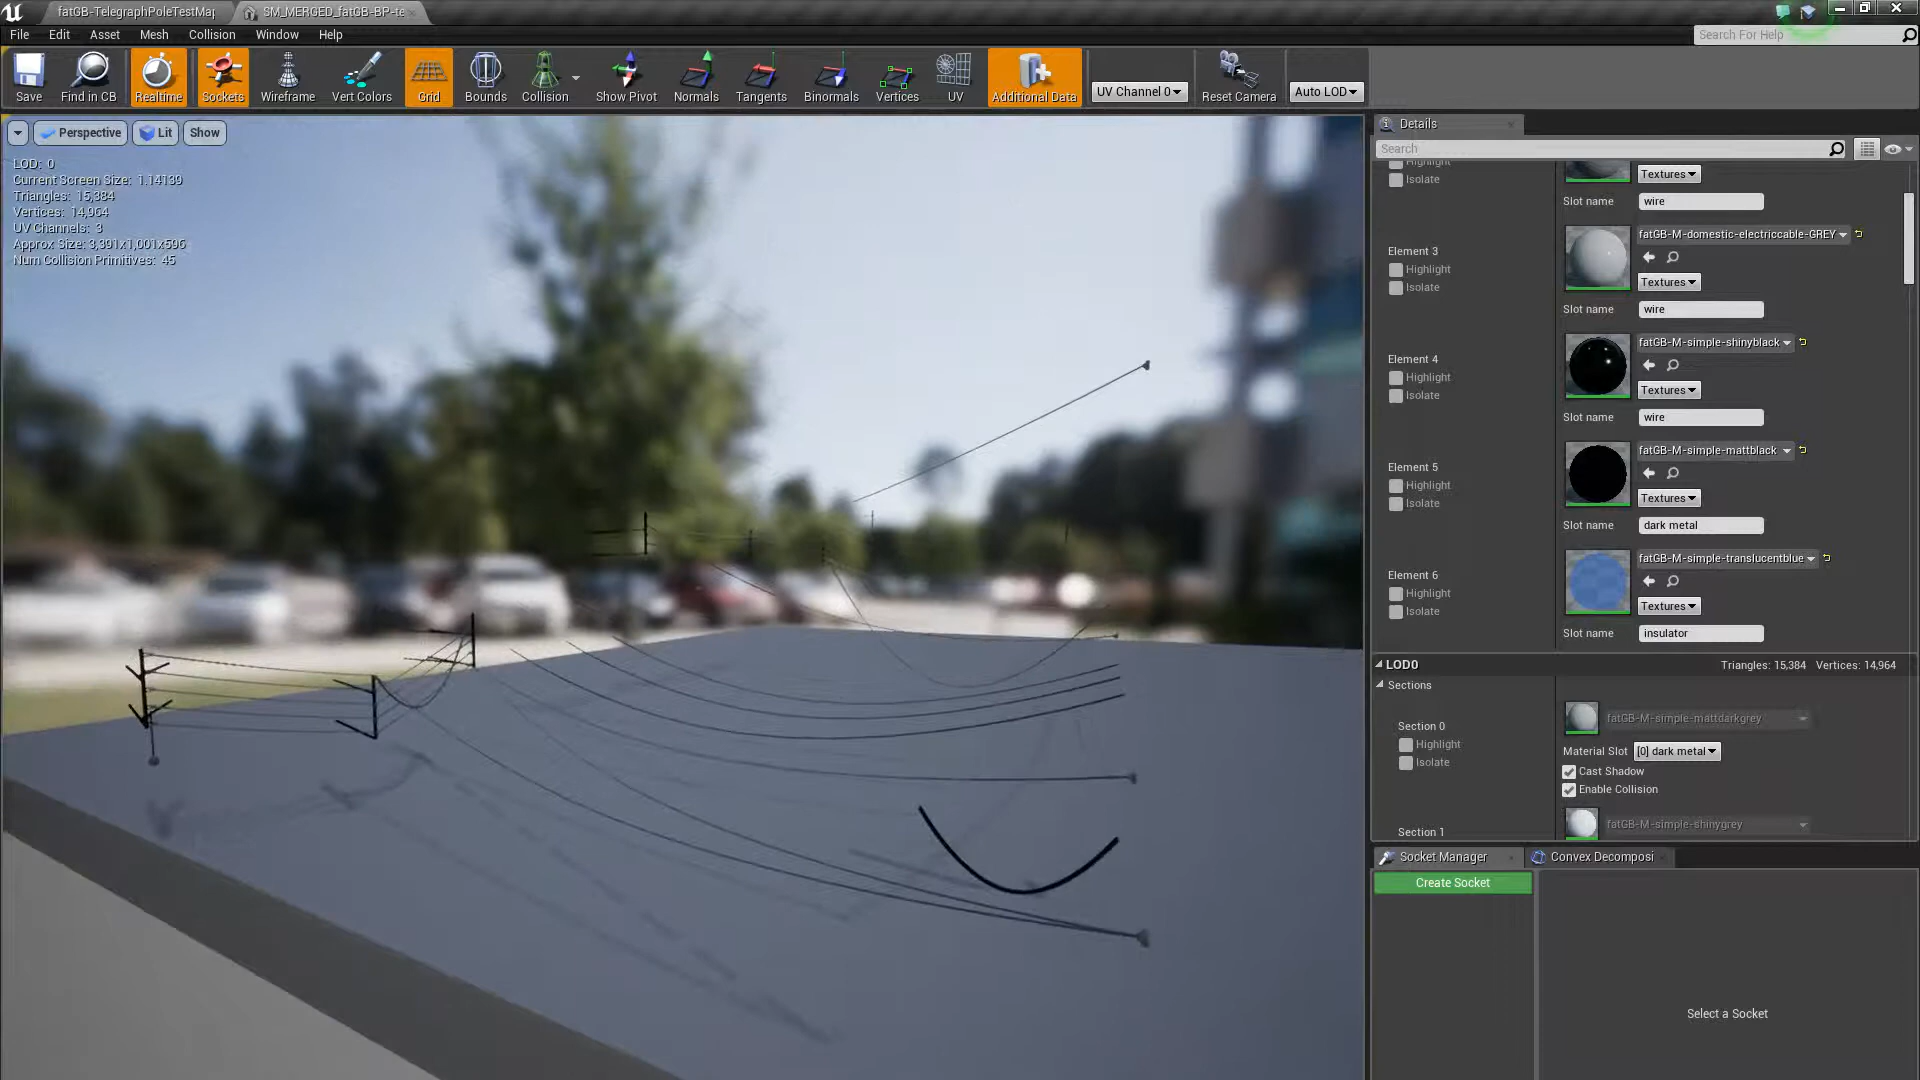 fatGB-TelegraphPoleTestMap
SM_MERGED_fatGB-BP-te
File Edit Asset Mesh Collision Window Help
Search For Help
Save Find in CB Realtime Sockets Wireframe Vert Colors Grid Bounds Collision Show Pivot Normals Tangents Binormals Vertices UV Additional Data UV Channel 0 Reset Camera Auto LOD
Perspective Lit Show
LOD: 0
Current Screen Size: 1.14139
Triangles: 15,384
Vertices: 14,964
UV Channels: 3
Approx Size: 3,391x1,001x596
Num Collision Primitives: 45
Details
Search
Highlight
Isolate
Textures
Slot name wire
Element 3
Highlight
Isolate
fatGB-M-domestic-electriccable-GREY
Textures
Slot name wire
Element 4
Highlight
Isolate
fatGB-M-simple-shinyblack
Textures
Slot name wire
Element 5
Highlight
Isolate
fatGB-M-simple-mattblack
Textures
Slot name dark metal
Element 6
Highlight
Isolate
fatGB-M-simple-translucentblue
Textures
Slot name insulator
LOD0 Triangles: 15,384 Vertices: 14,964
Sections
Section 0
Highlight
Isolate
fatGB-M-simple-mattdarkgrey
Material Slot [0] dark metal
Cast Shadow
Enable Collision
Section 1
fatGB-M-simple-shinygrey
Socket Manager
Convex Decomposi
Create Socket
Select a Socket